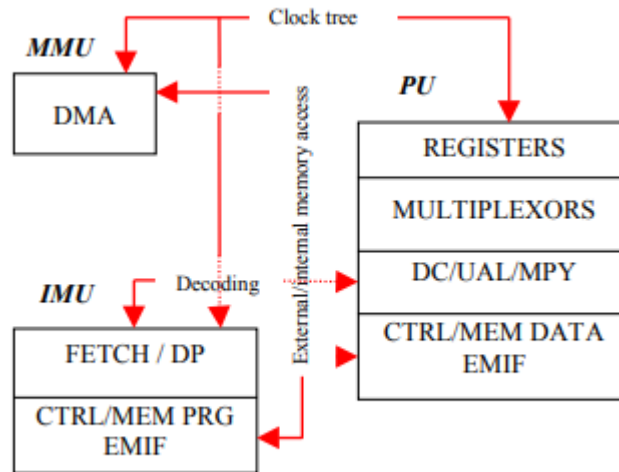 Clock tree
MMU
DMA
PU
REGISTERS
MULTIPLEXORS
DC/UAL/MPY
CTRL/MEM DATA
EMIF
External/internal memory access
Decoding
IMU
FETCH / DP
CTRL/MEM PRG
EMIF